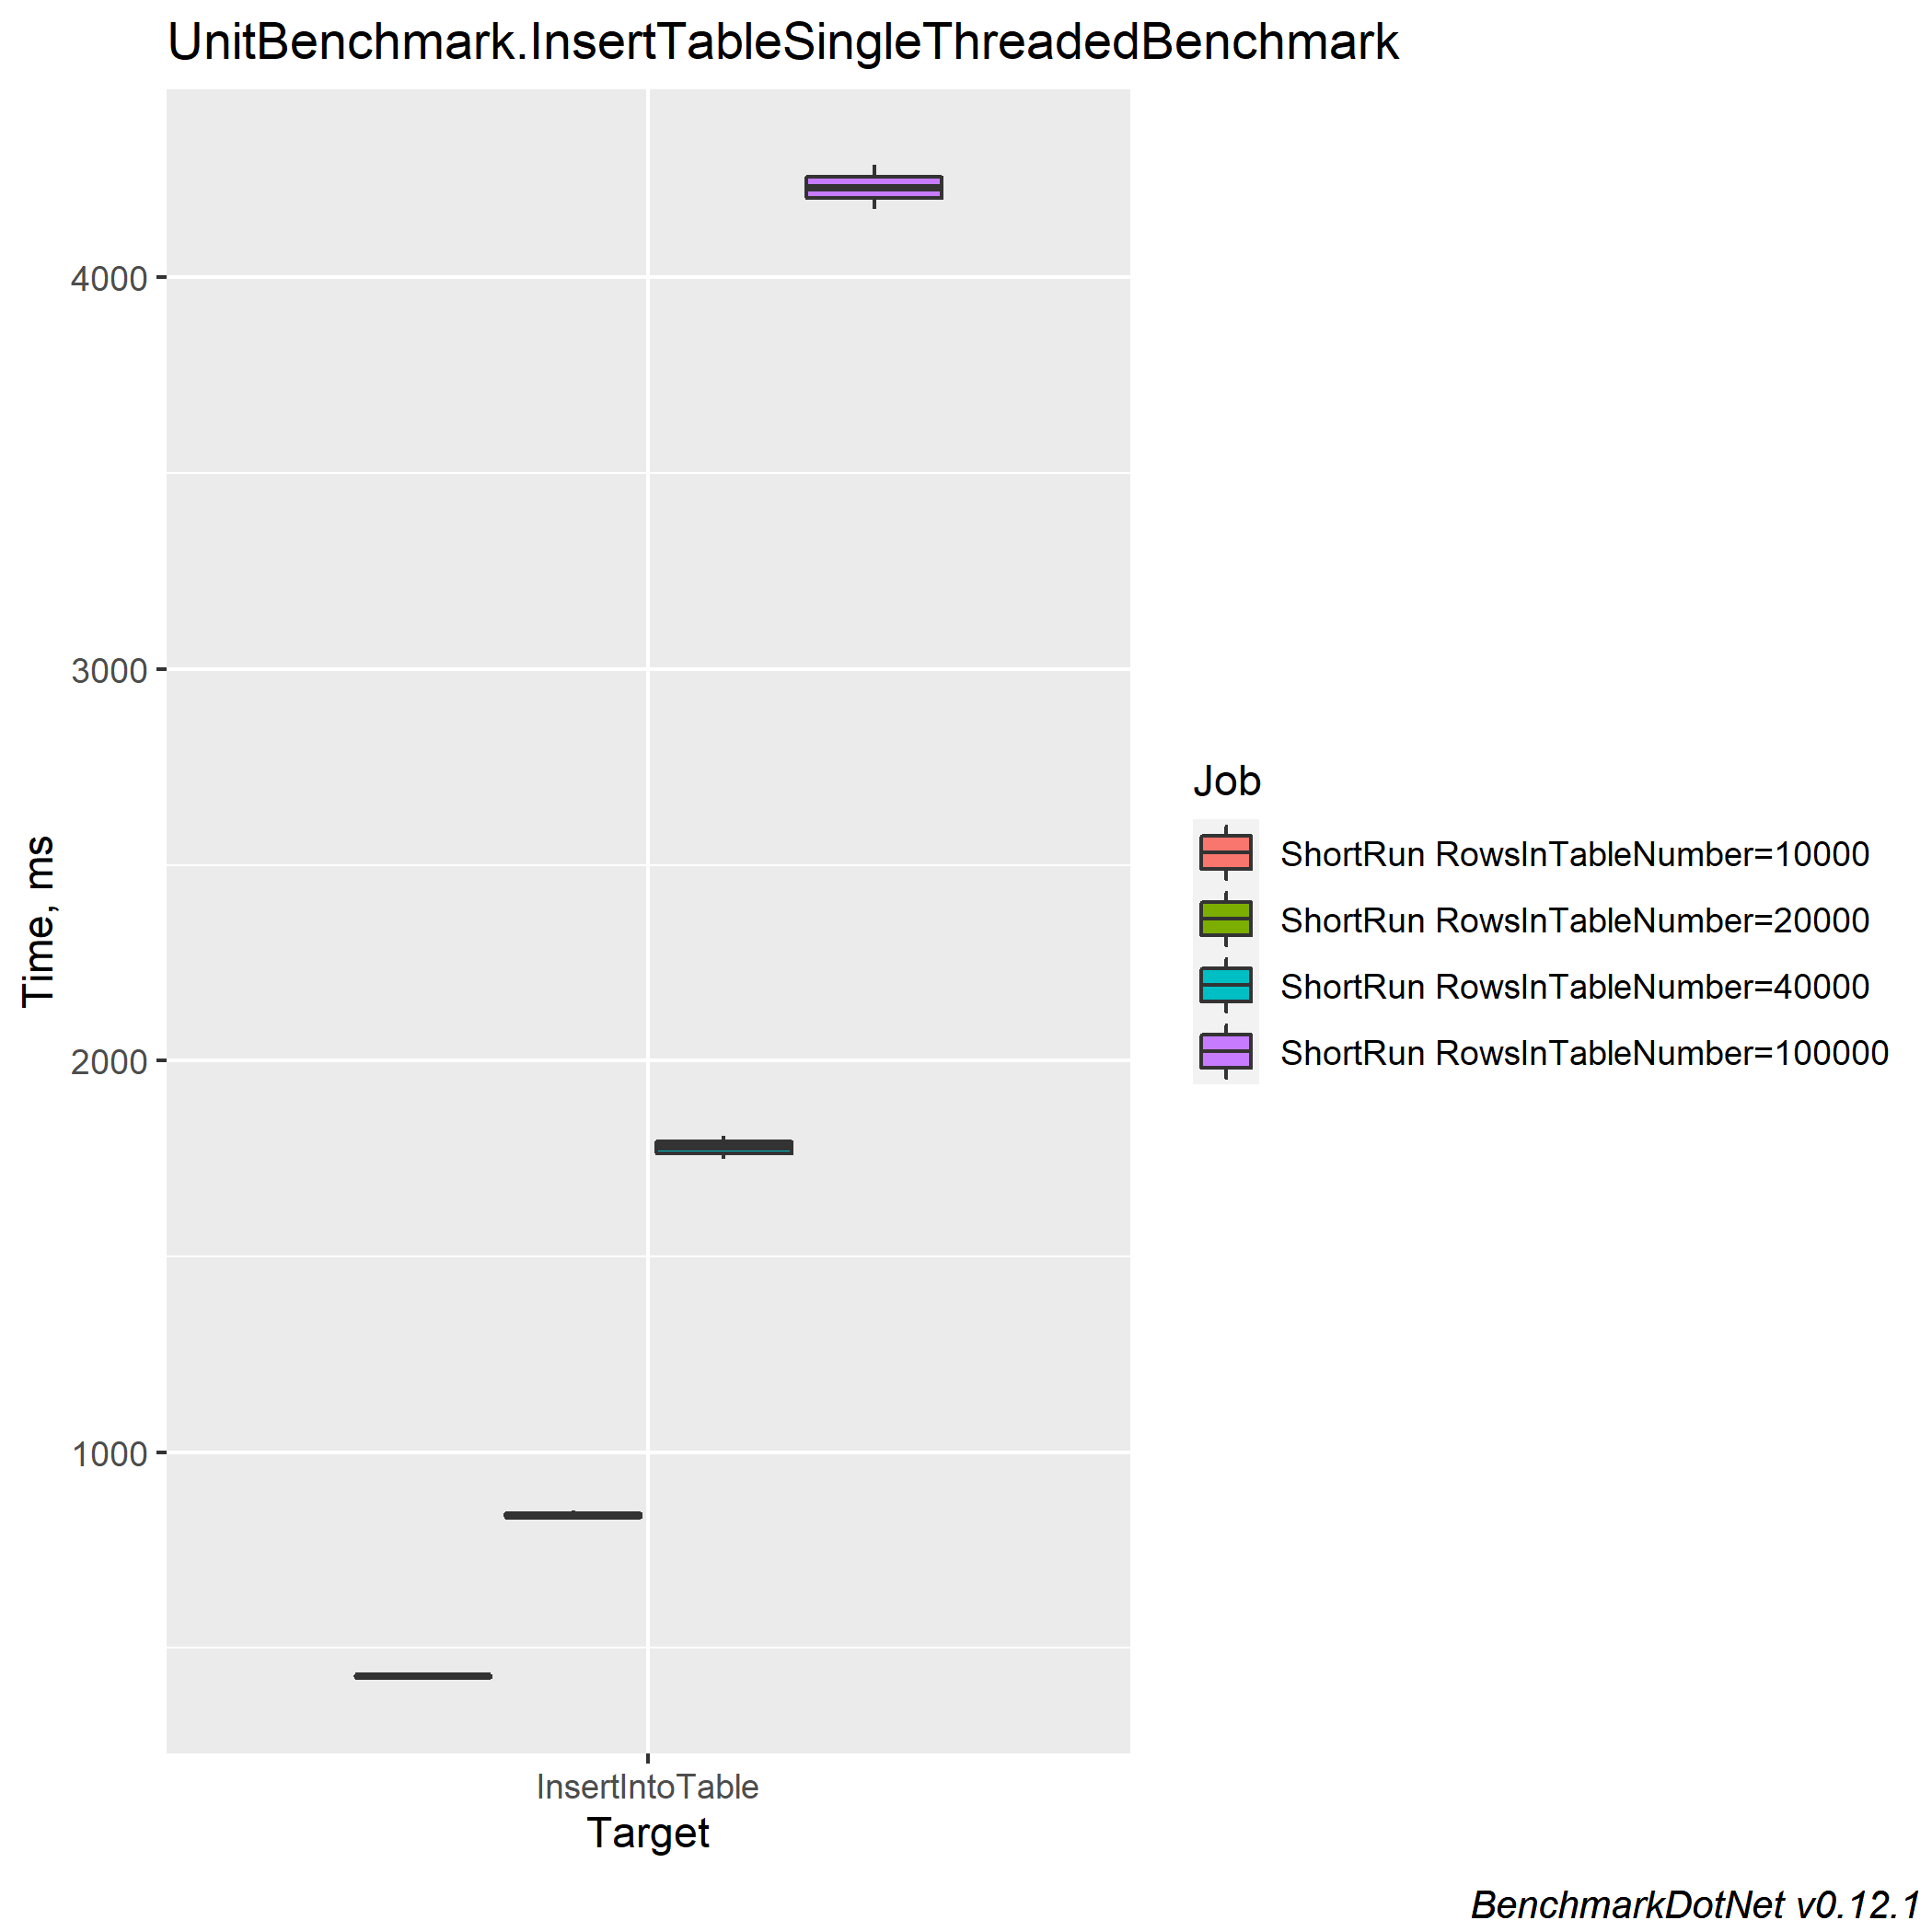 UnitBenchmark.InsertTableSingleThreadedBenchmark
Time, ms
4000
3000
2000
1000
InsertIntoTable
Target
Job
ShortRun RowsInTableNumber=10000
ShortRun RowsInTableNumber=20000
ShortRun RowsInTableNumber=40000
ShortRun RowsInTableNumber=100000
BenchmarkDotNet v0.12.1